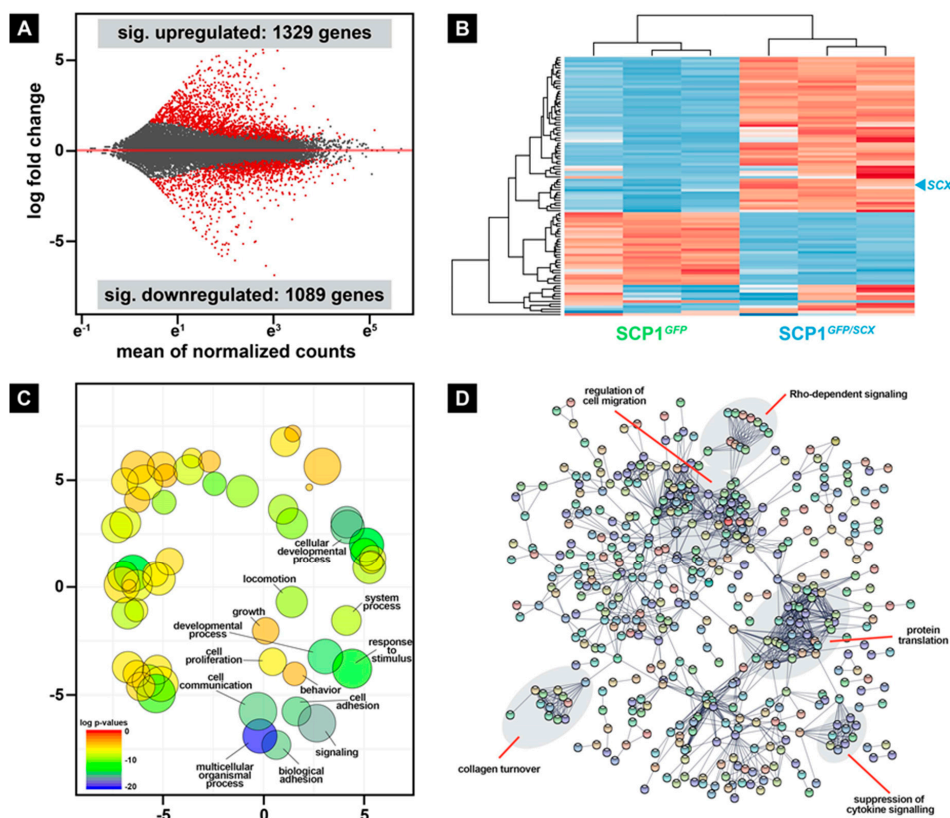 A
sig. upregulated: 1329 genes
5
0
-5
log fold change
sig. downregulated: 1089 genes
e-1
e1
e3
e5
mean of normalized counts
B
SCX
SCP1GFP
SCP1GFP/SCX
C
5
0
-5
cellular
developmental
process
locomotion
system
process
growth
developmental
process
response
to
stimulus
cell
proliferation
behavior
cell
communication
cell
adhesion
signaling
multicellular
organismal
process
biological
adhesion
log p-values
0
-10
-20
-5
0
5
D
regulation of
cell migration
Rho-dependent signaling
protein
translation
collagen turnover
suppression of
cytokine signalling